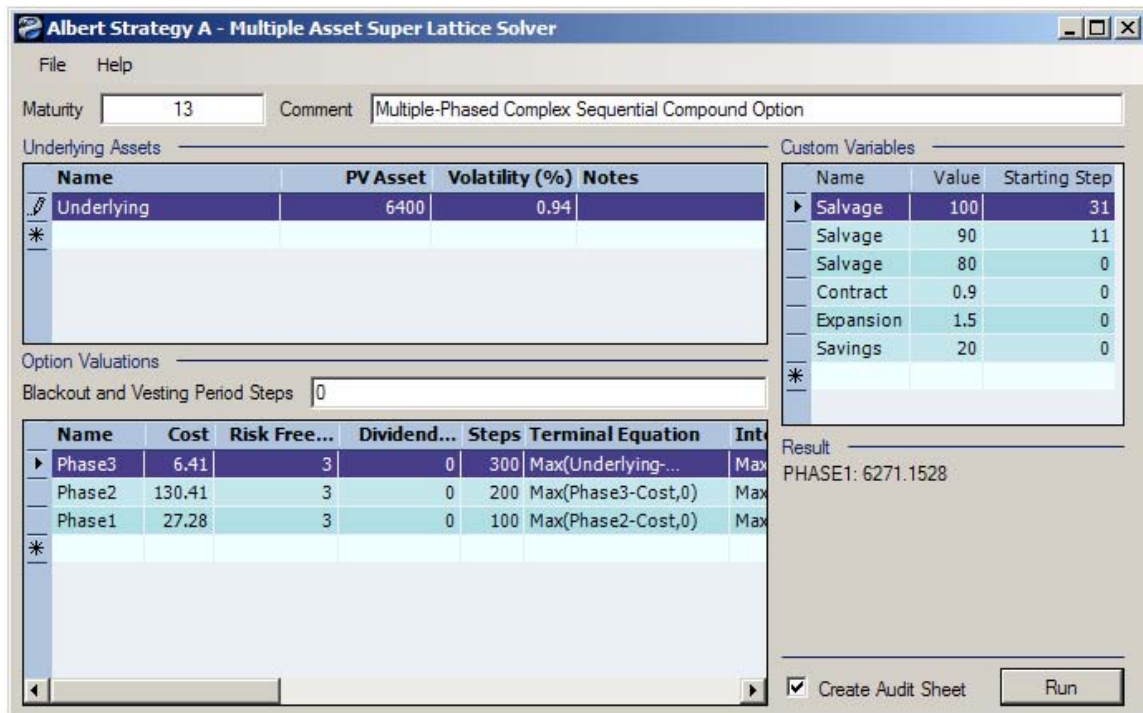 Albert Strategy A - Multiple Asset Super Lattice Solver
File Help
Maturity 13 Comment Multiple-Phased Complex Sequential Compound Option
Underlying Assets
Name PV Asset Volatility (%) Notes
Underlying 6400 0.94
Custom Variables
Name Value Starting Step
Salvage 100 31
Salvage 90 11
Salvage 80 0
Contract 0.9 0
Expansion 1.5 0
Savings 20 0
Option Valuations
Blackout and Vesting Period Steps 0
Name Cost Risk Free... Dividend... Steps Terminal Equation Inte
Phase3 6.41 3 0 300 Max(Underlying-... Max
Phase2 130.41 3 0 200 Max(Phase3-Cost,0) Max
Phase1 27.28 3 0 100 Max(Phase2-Cost,0) Max
Result
PHASE1: 6271.1528
Create Audit Sheet Run